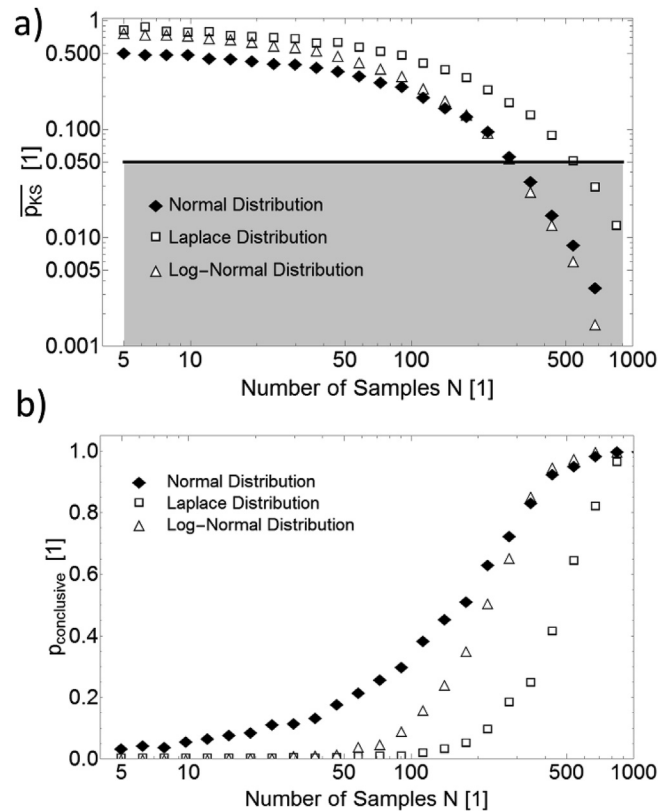 a)
1
0.500
0.100
0.050
0.010
0.005
0.001
p̅K̅S̅ [1]
Normal Distribution
Laplace Distribution
Log-Normal Distribution
5 10 50 100 500 1000
Number of Samples N [1]
b)
1.0
0.8
0.6
0.4
0.2
0.0
pconclusive [1]
Normal Distribution
Laplace Distribution
Log-Normal Distribution
5 10 50 100 500 1000
Number of Samples N [1]